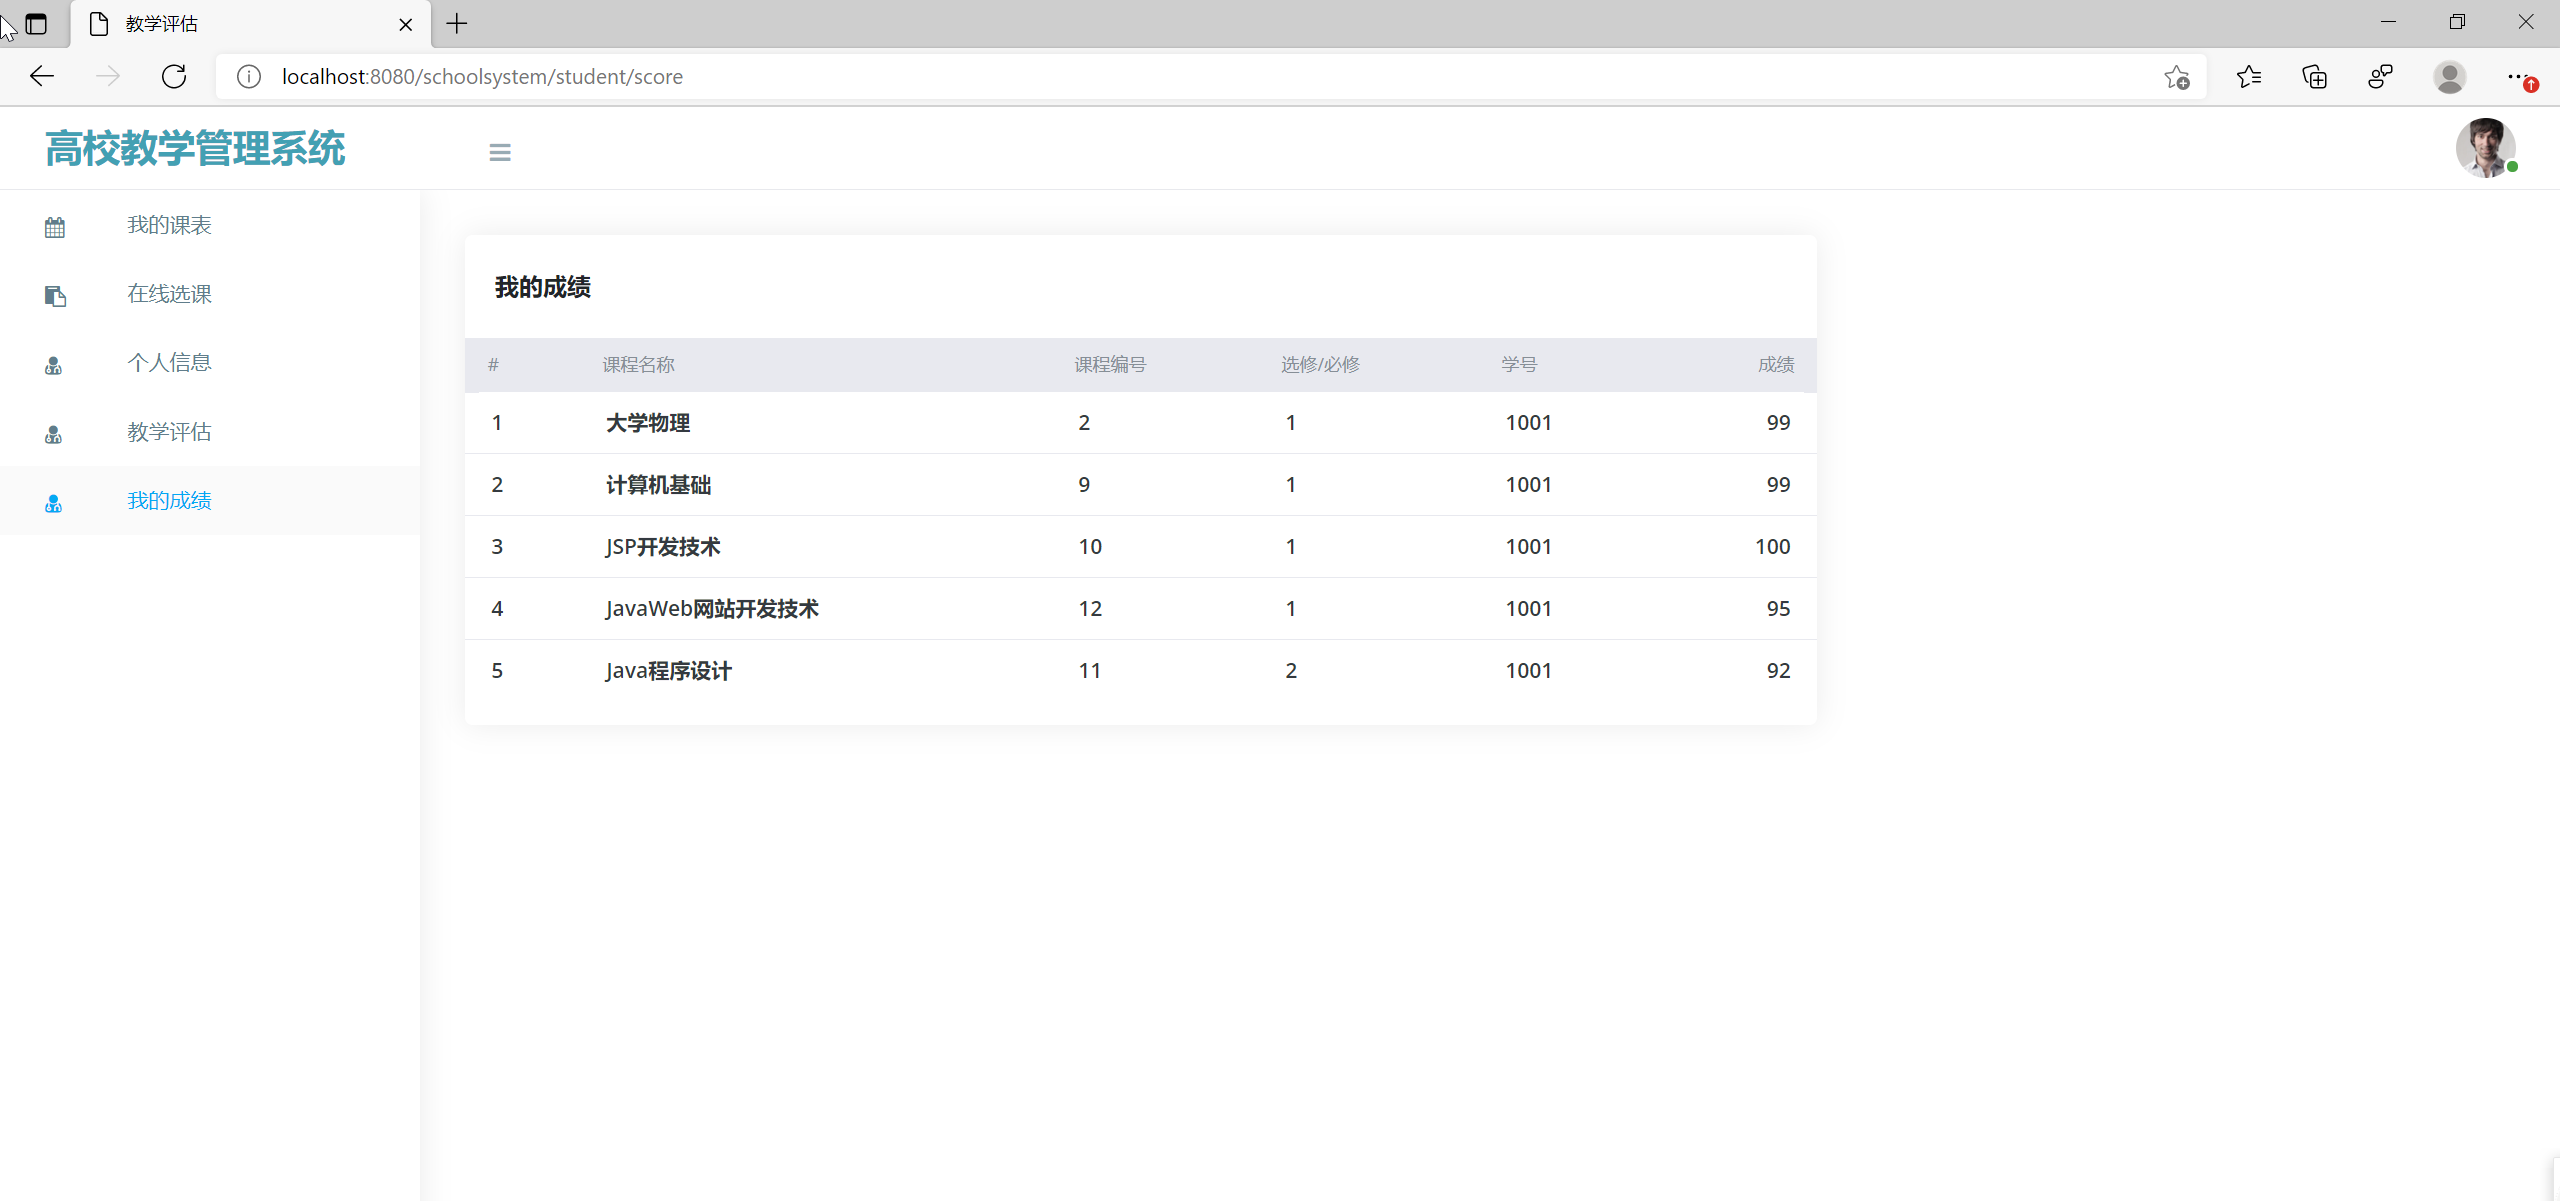 教学评估
localhost:8080/schoolsystem/student/score
高校教学管理系统
我的课表
在线选课
个人信息
教学评估
我的成绩
我的成绩
# 课程名称 课程编号 选修/必修 学号 成绩
1 大学物理 2 1 1001 99
2 计算机基础 9 1 1001 99
3 JSP开发技术 10 1 1001 100
4 JavaWeb网站开发技术 12 1 1001 95
5 Java程序设计 11 2 1001 92